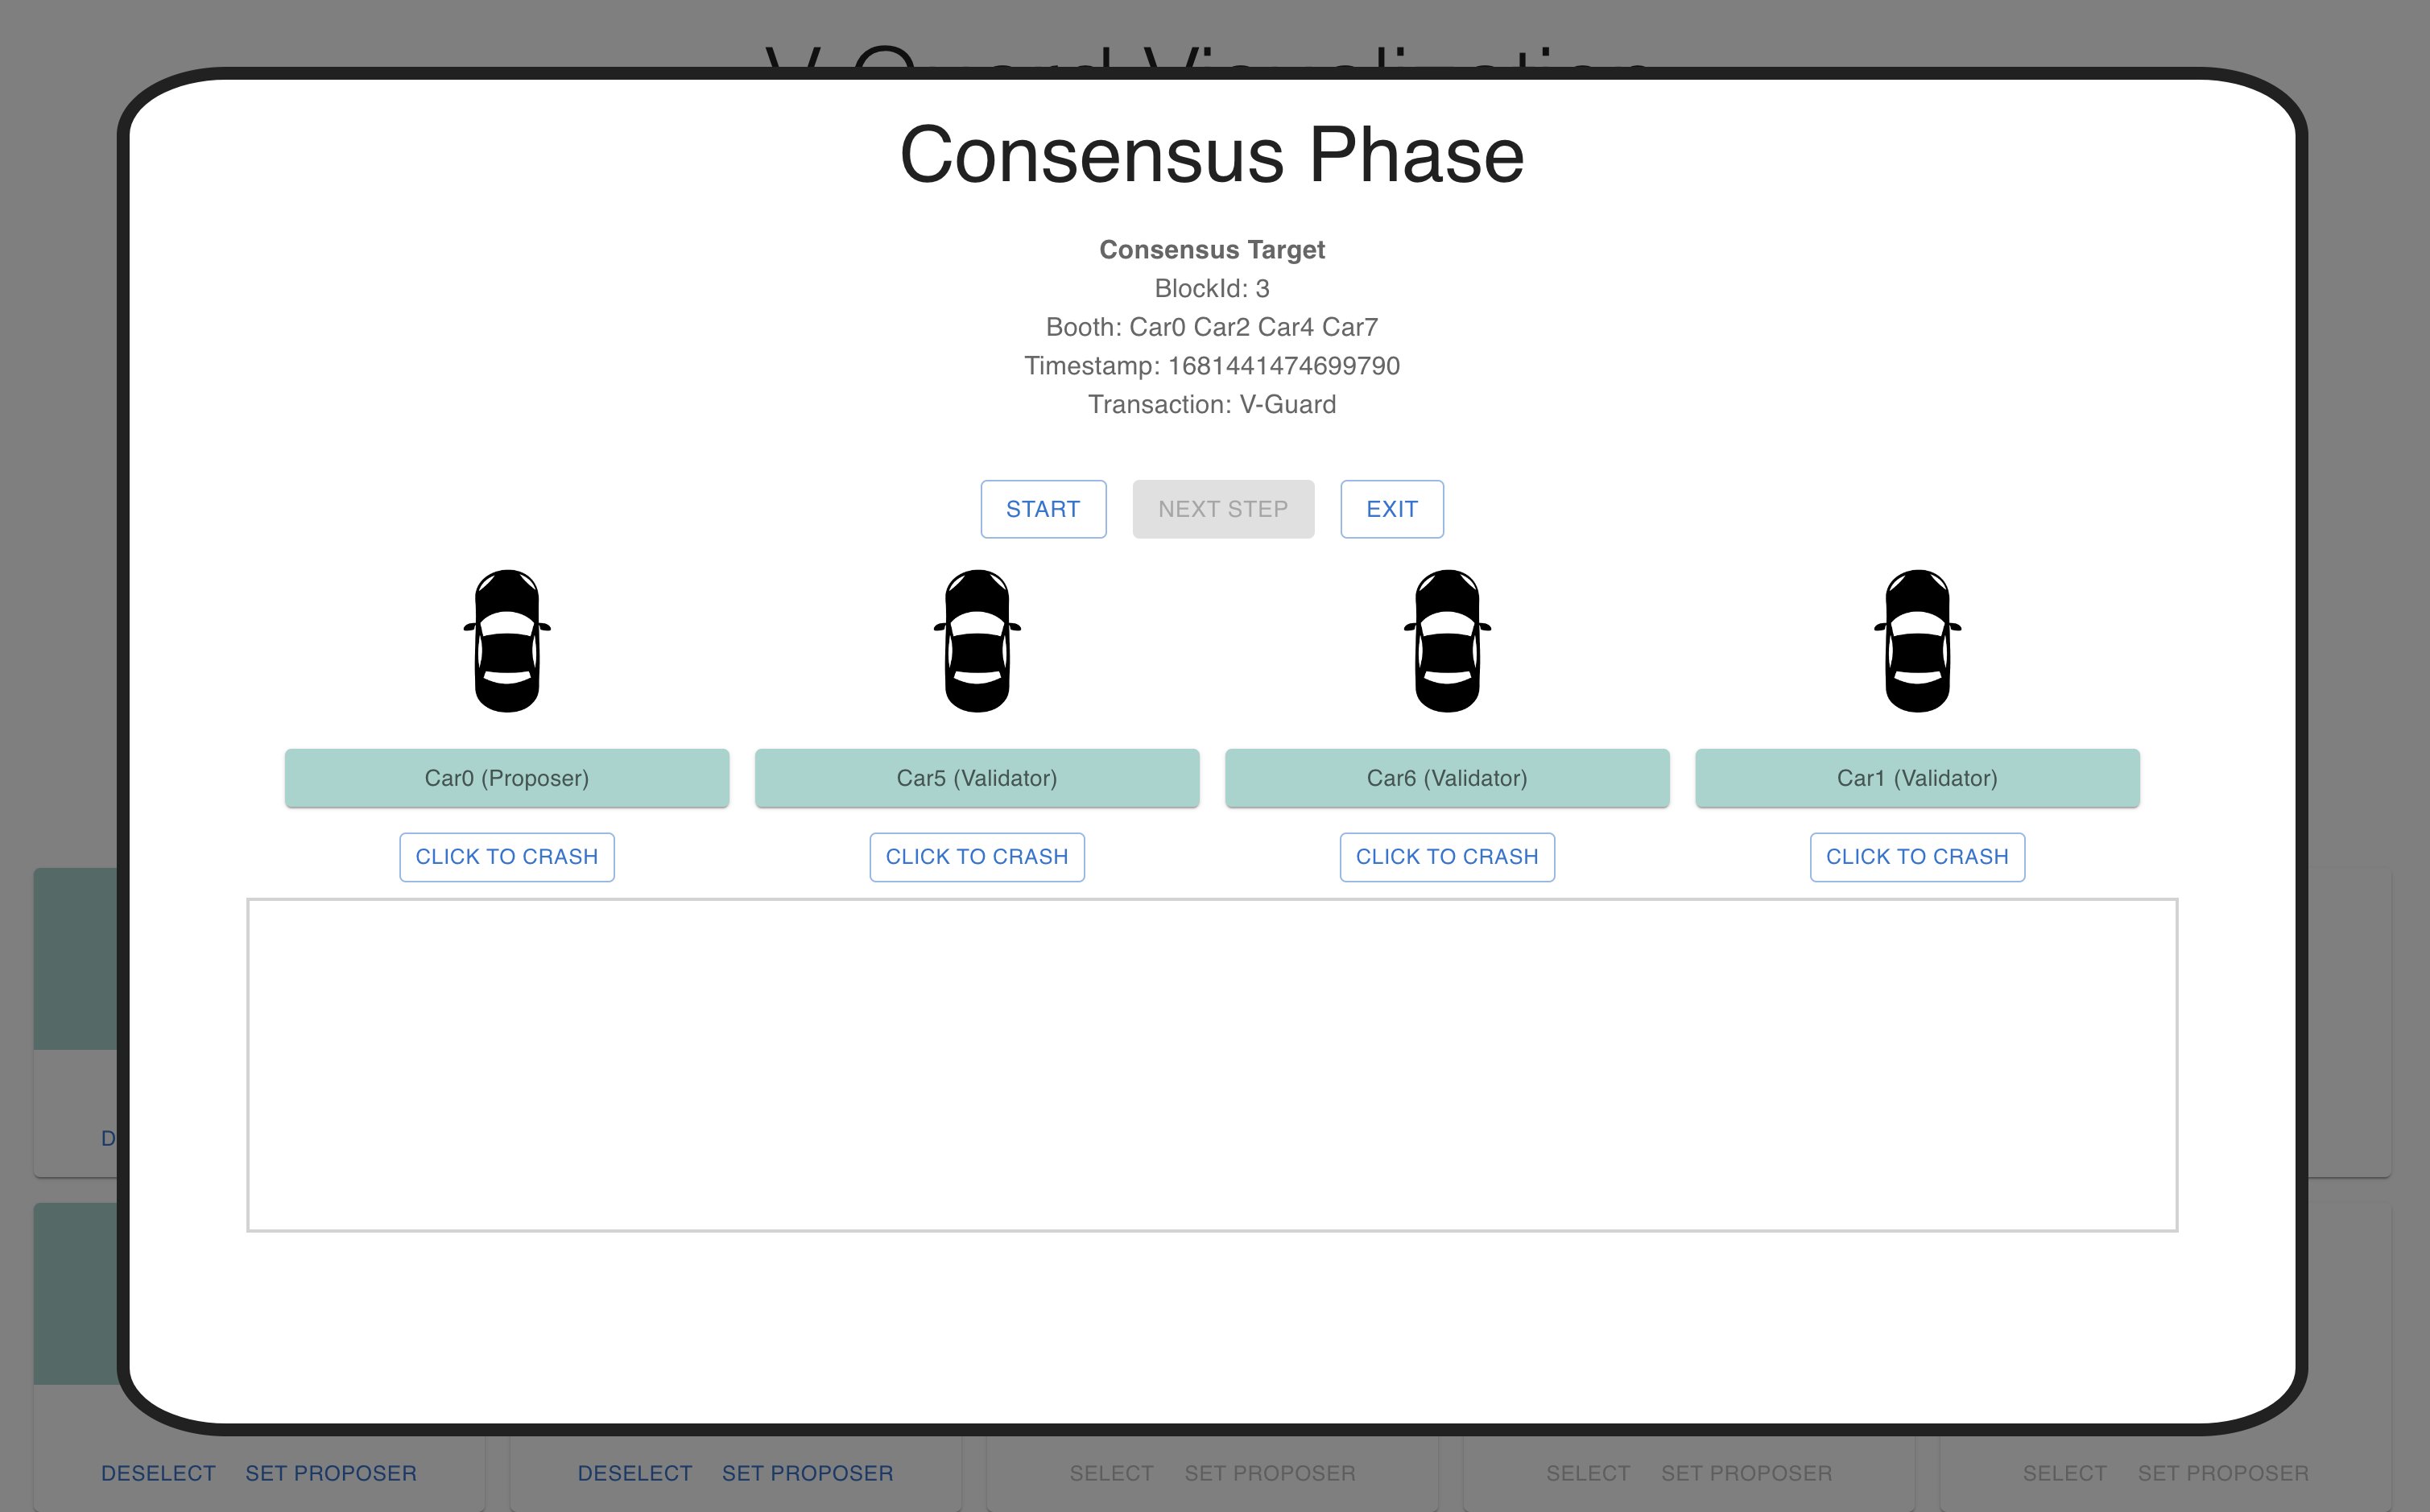 Consensus Phase
Consensus Target
BlockId: 3
Booth: Car0 Car2 Car4 Car7
Timestamp: 1681441474699790
Transaction: V-Guard
START NEXT STEP EXIT
Car0 (Proposer) Car5 (Validator) Car6 (Validator) Car1 (Validator)
CLICK TO CRASH CLICK TO CRASH CLICK TO CRASH CLICK TO CRASH
D
DESELECT SET PROPOSER DESELECT SET PROPOSER SELECT SET PROPOSER SELECT SET PROPOSER SELECT SET PROPOSER